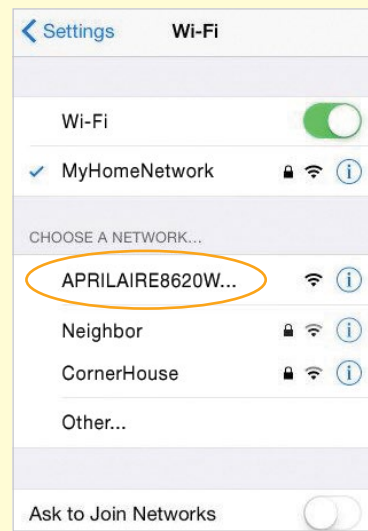 Settings Wi-Fi
Wi-Fi
MyHomeNetwork
CHOOSE A NETWORK...
APRILAIRE8620W...
Neighbor
CornerHouse
Other...
Ask to Join Networks